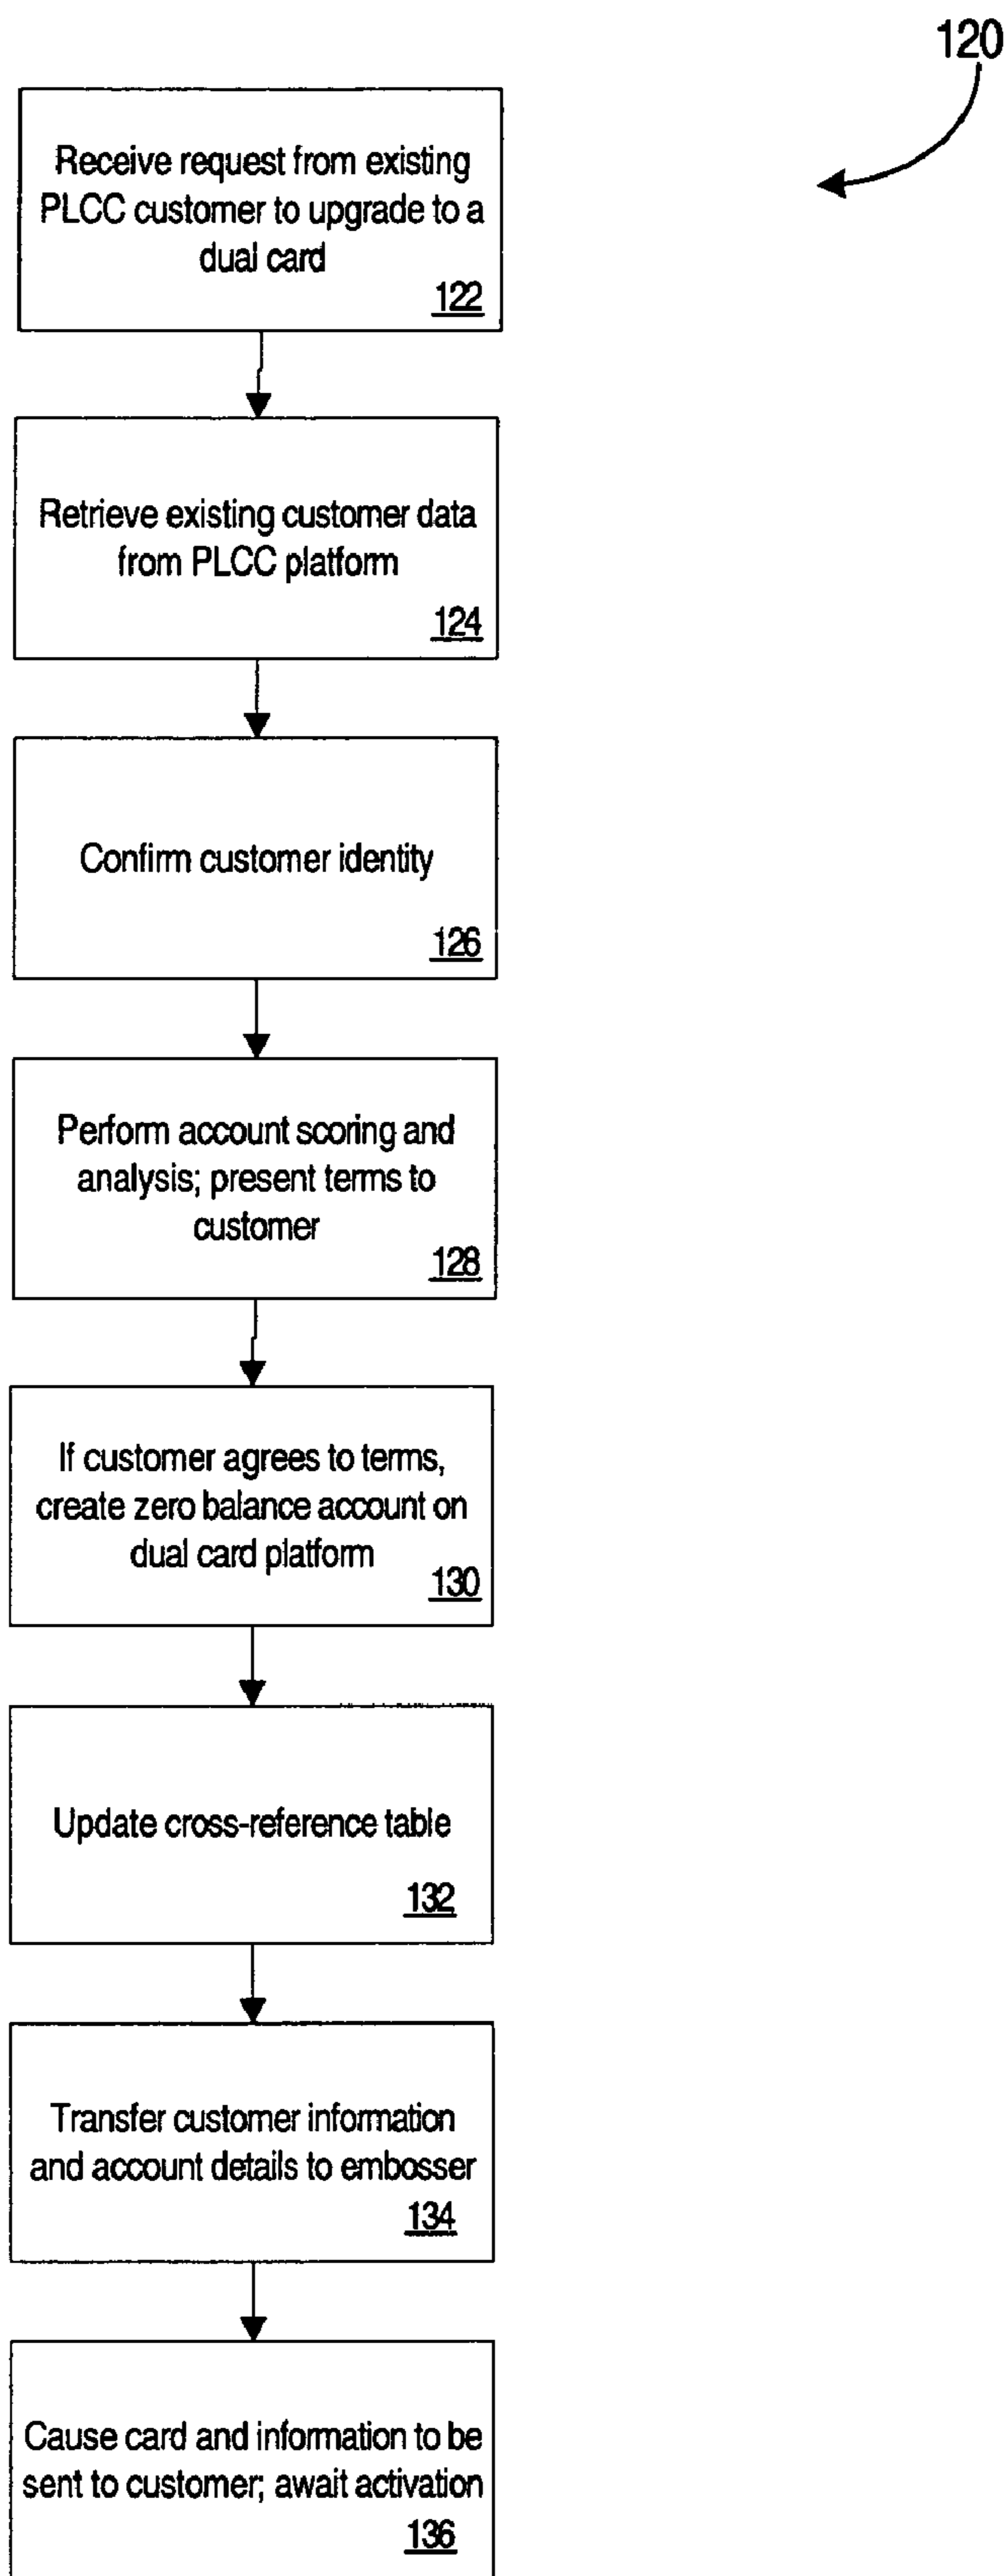 120
Receive request from existing
PLCC customer to upgrade to a
dual card
122
Retrieve existing customer data
from PLCC platform
124
Confirm customer identity
126
Perform account scoring and
analysis; present terms to
customer
128
If customer agrees to terms,
create zero balance account on
dual card platform
130
Update cross-reference table
132
Transfer customer information
and account details to embosser
134
Cause card and information to be
sent to customer; await activation
136